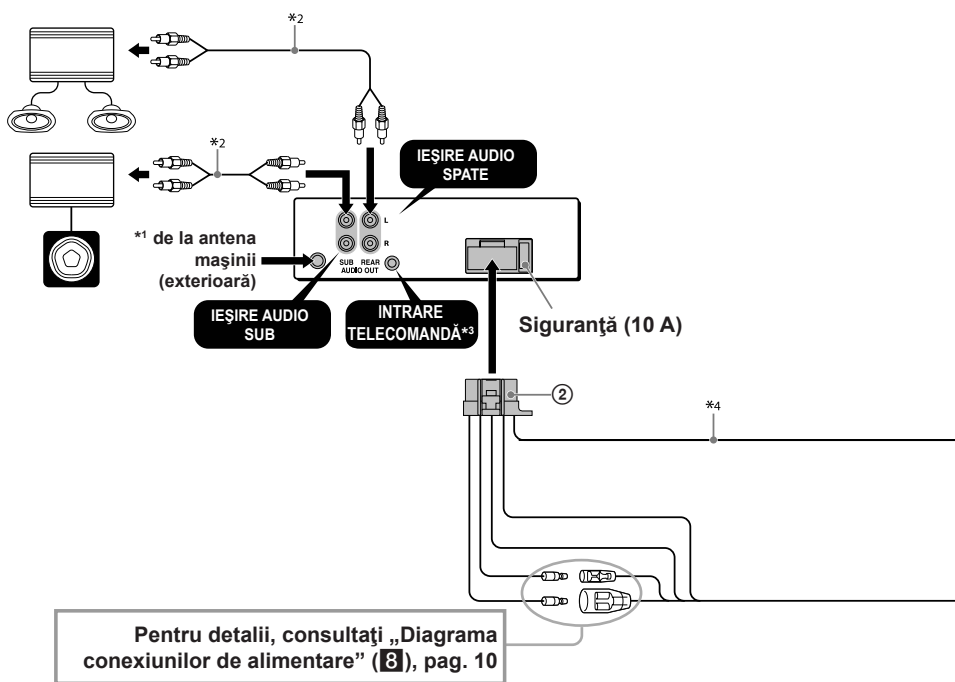 *2
IEŞIRE AUDIO
SPATE
*2
L
R
*1 de la antena
maşinii
(exterioară)
SUB REAR
AUDIO OUT
IEŞIRE AUDIO
SUB
INTRARE
TELECOMANDĂ*3
Siguranţă (10 A)
②
*4
Pentru detalii, consultaţi „Diagrama
conexiunilor de alimentare” (8), pag. 10